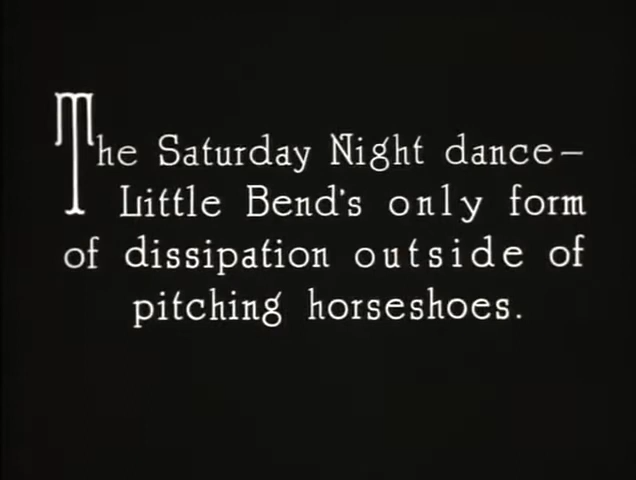 The Saturday Night dance—
Little Bend's only form
of dissipation outside of
pitching horseshoes.